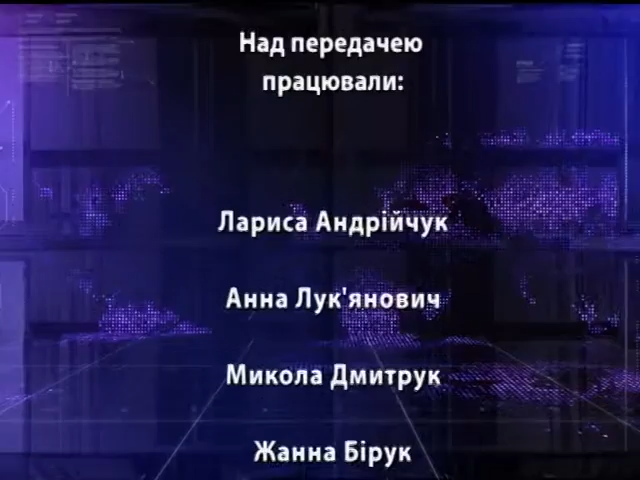 Над передачею
працювали:
Лариса Андрійчук
Анна Лук'янович
Микола Дмитрук
Жанна Бірук